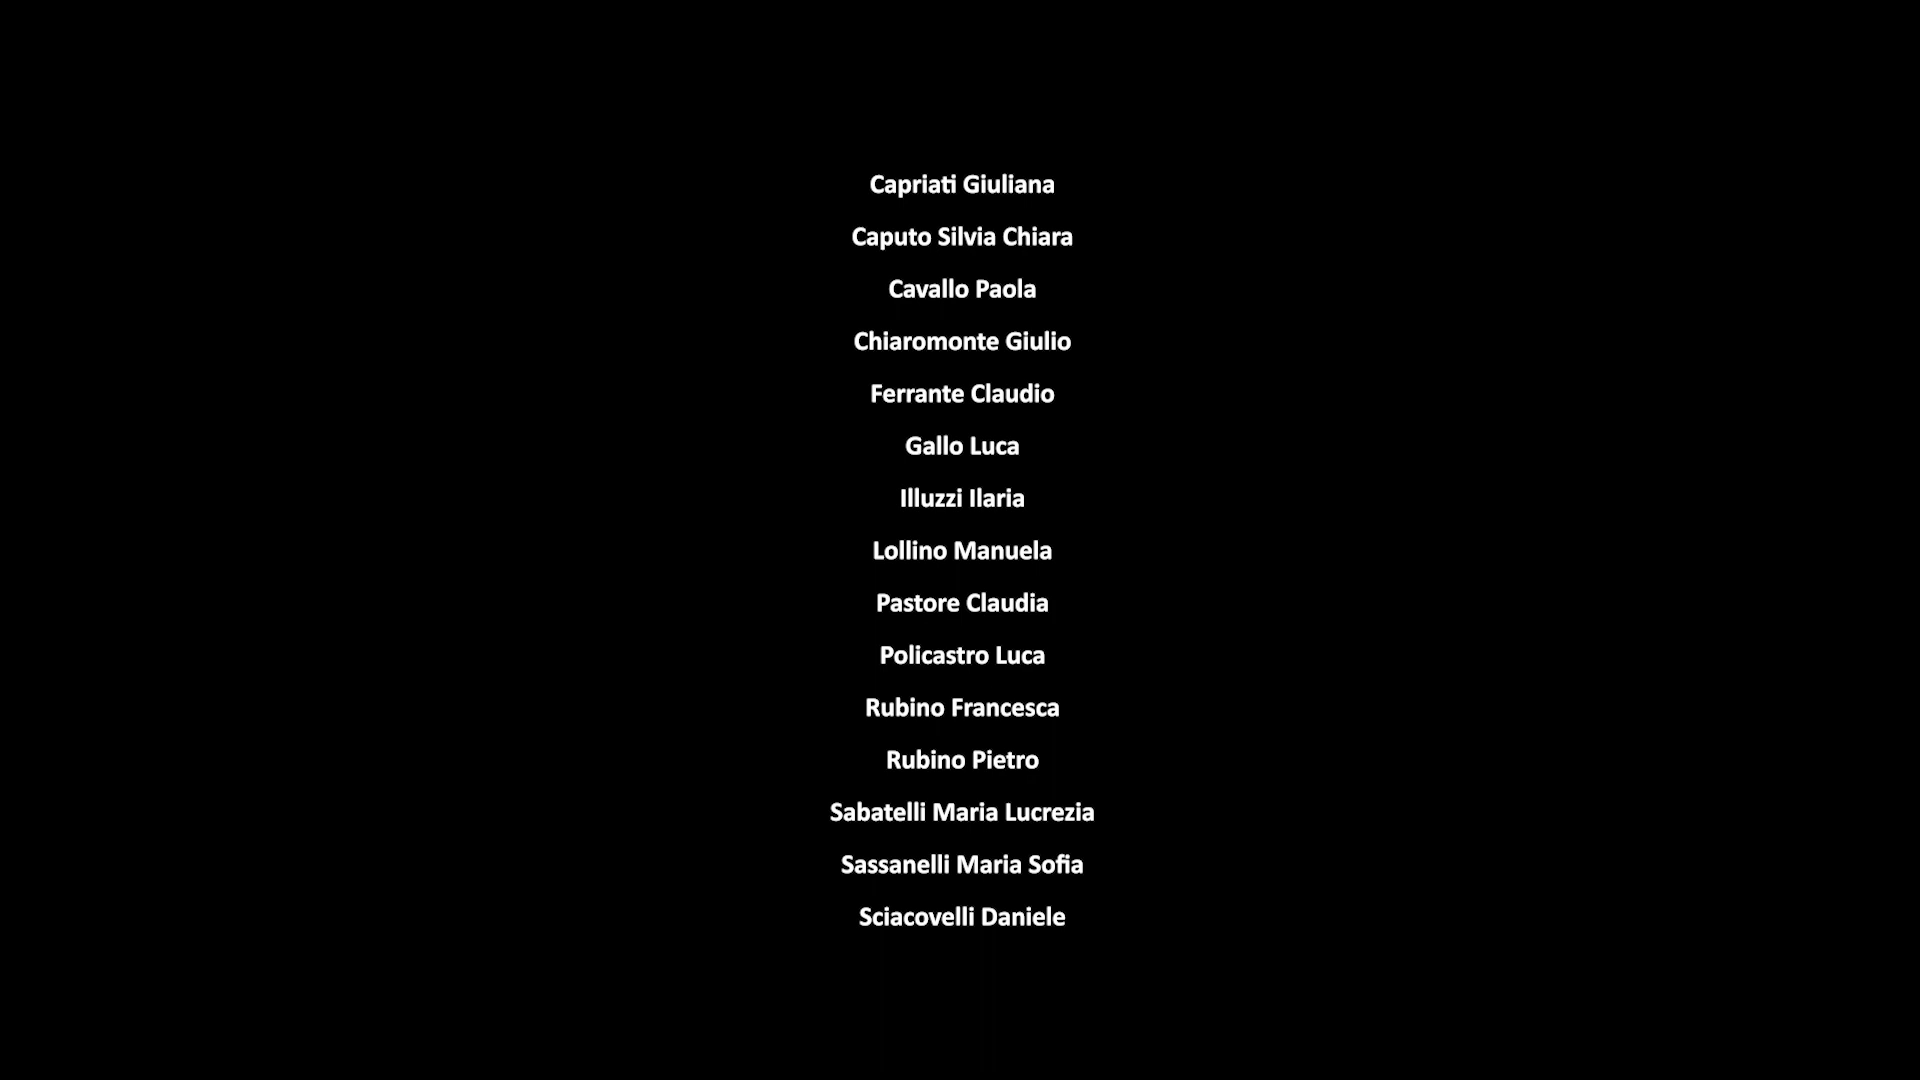 Capriati Giuliana
Caputo Silvia Chiara
Cavallo Paola
Chiaromonte Giulio
Ferrante Claudio
Gallo Luca
Illuzzi Ilaria
Lollino Manuela
Pastore Claudia
Policastro Luca
Rubino Francesca
Rubino Pietro
Sabatelli Maria Lucrezia
Sassanelli Maria Sofia
Sciacovelli Daniele